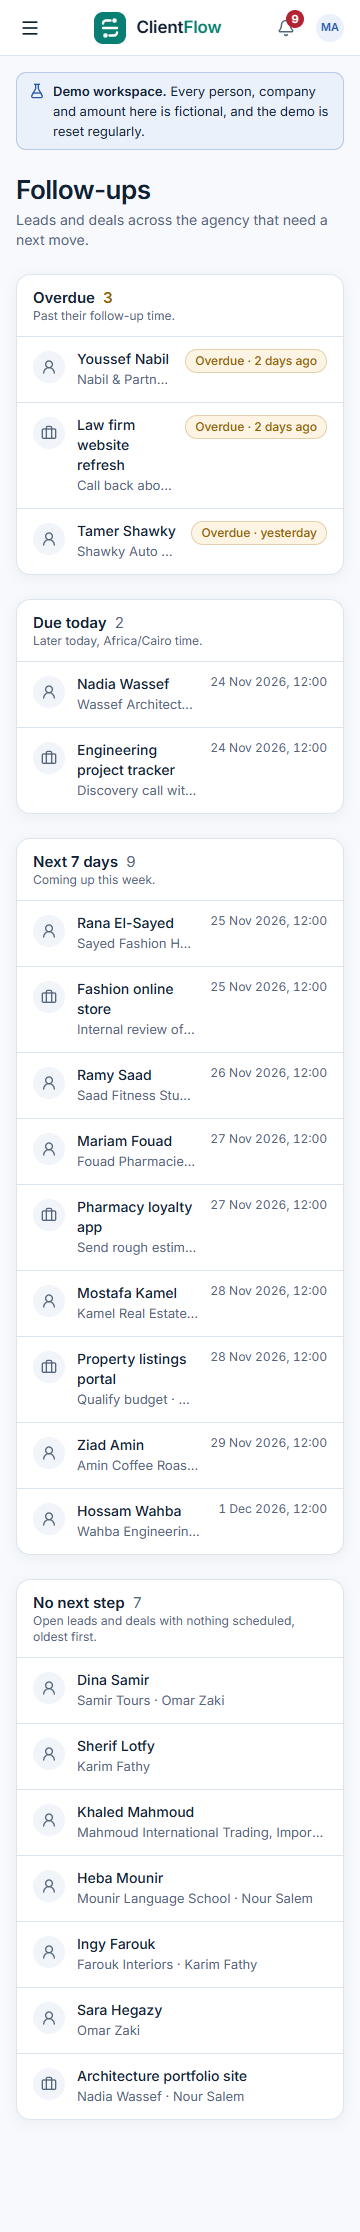 ClientFlow
9
MA
Demo workspace. Every person, company
and amount here is fictional, and the demo is
reset regularly.
Follow-ups
Leads and deals across the agency that need a
next move.
Overdue 3
Past their follow-up time.
Youssef Nabil
Overdue · 2 days ago
Nabil & Partn...
Law firm
website
refresh
Overdue · 2 days ago
Call back abo...
Tamer Shawky
Overdue · yesterday
Shawky Auto ...
Due today 2
Later today, Africa/Cairo time.
Nadia Wassef
24 Nov 2026, 12:00
Wassef Architect...
Engineering
project tracker
24 Nov 2026, 12:00
Discovery call wit...
Next 7 days 9
Coming up this week.
Rana El-Sayed
25 Nov 2026, 12:00
Sayed Fashion H...
Fashion online
store
25 Nov 2026, 12:00
Internal review of...
Ramy Saad
26 Nov 2026, 12:00
Saad Fitness Stu...
Mariam Fouad
27 Nov 2026, 12:00
Fouad Pharmacie...
Pharmacy loyalty
app
27 Nov 2026, 12:00
Send rough estim...
Mostafa Kamel
28 Nov 2026, 12:00
Kamel Real Estate...
Property listings
portal
28 Nov 2026, 12:00
Qualify budget · ...
Ziad Amin
29 Nov 2026, 12:00
Amin Coffee Roas...
Hossam Wahba
1 Dec 2026, 12:00
Wahba Engineerin...
No next step 7
Open leads and deals with nothing scheduled,
oldest first.
Dina Samir
Samir Tours · Omar Zaki
Sherif Lotfy
Karim Fathy
Khaled Mahmoud
Mahmoud International Trading, Impor...
Heba Mounir
Mounir Language School · Nour Salem
Ingy Farouk
Farouk Interiors · Karim Fathy
Sara Hegazy
Omar Zaki
Architecture portfolio site
Nadia Wassef · Nour Salem